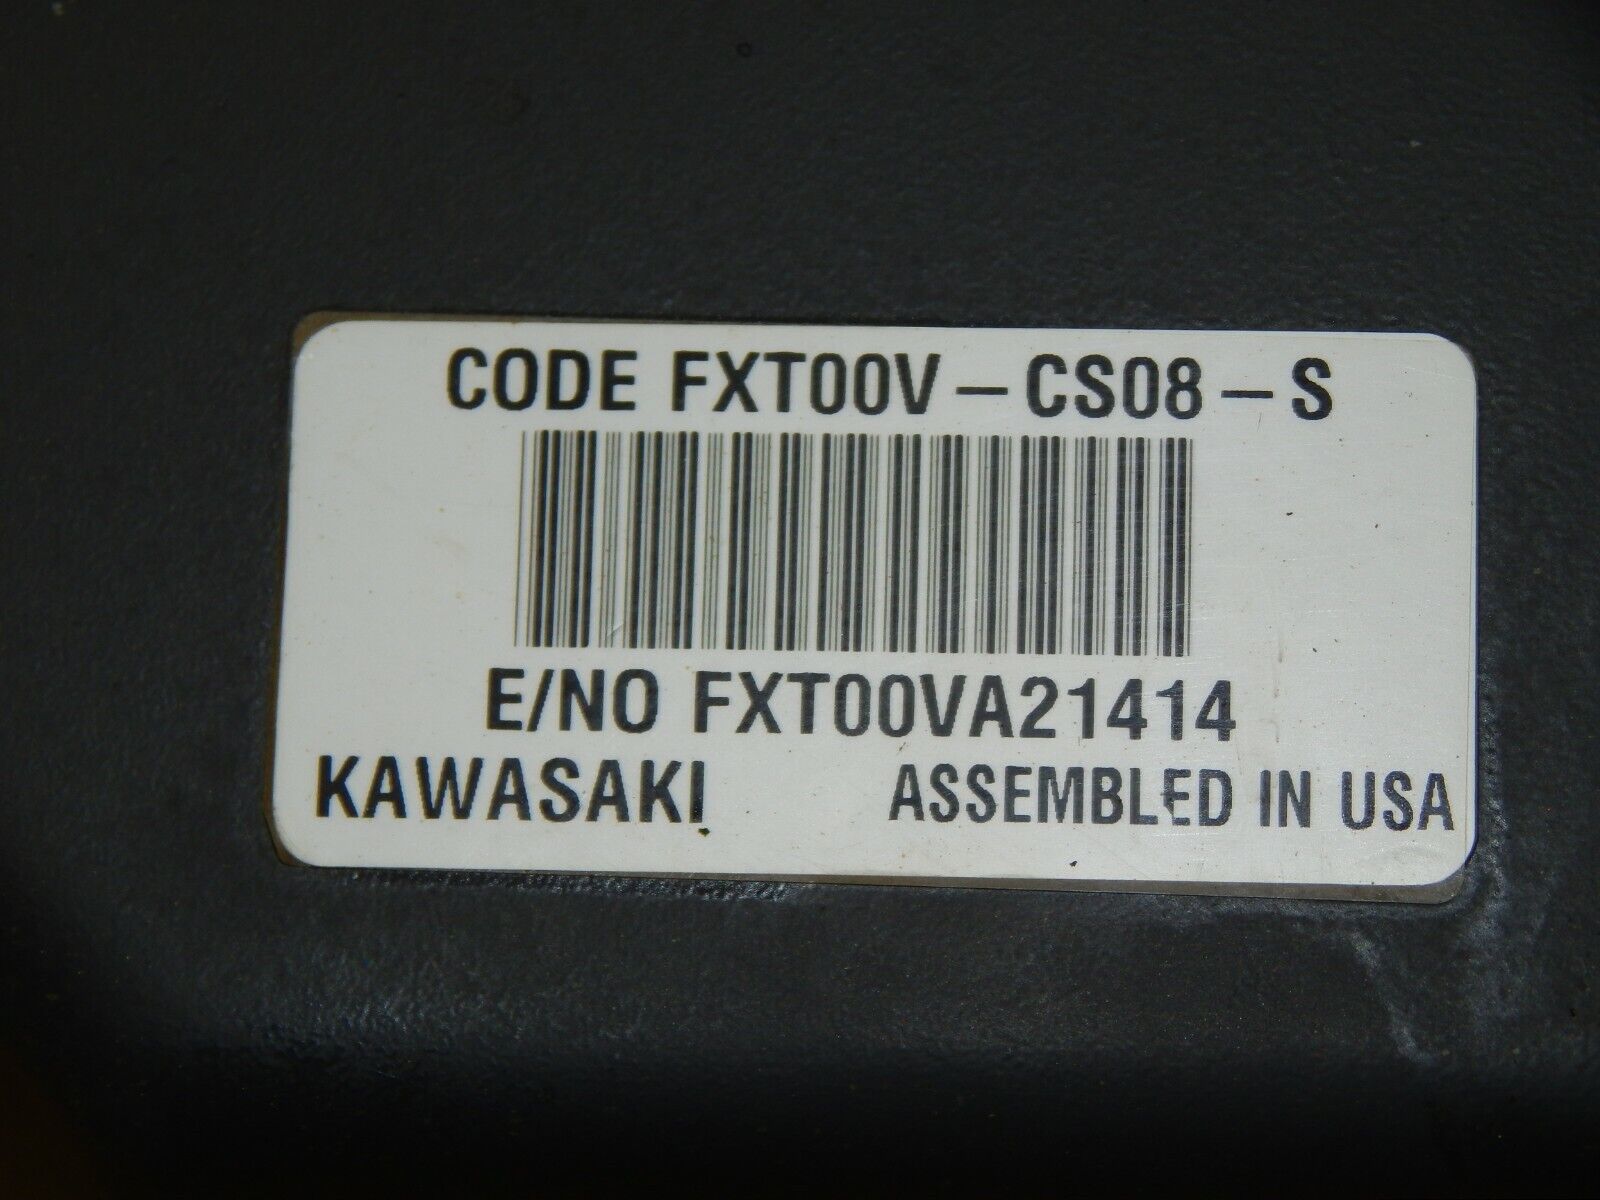 CODE FXT00V-CS08-S
E/NO FXT00VA21414
KAWASAKI ASSEMBLED IN USA